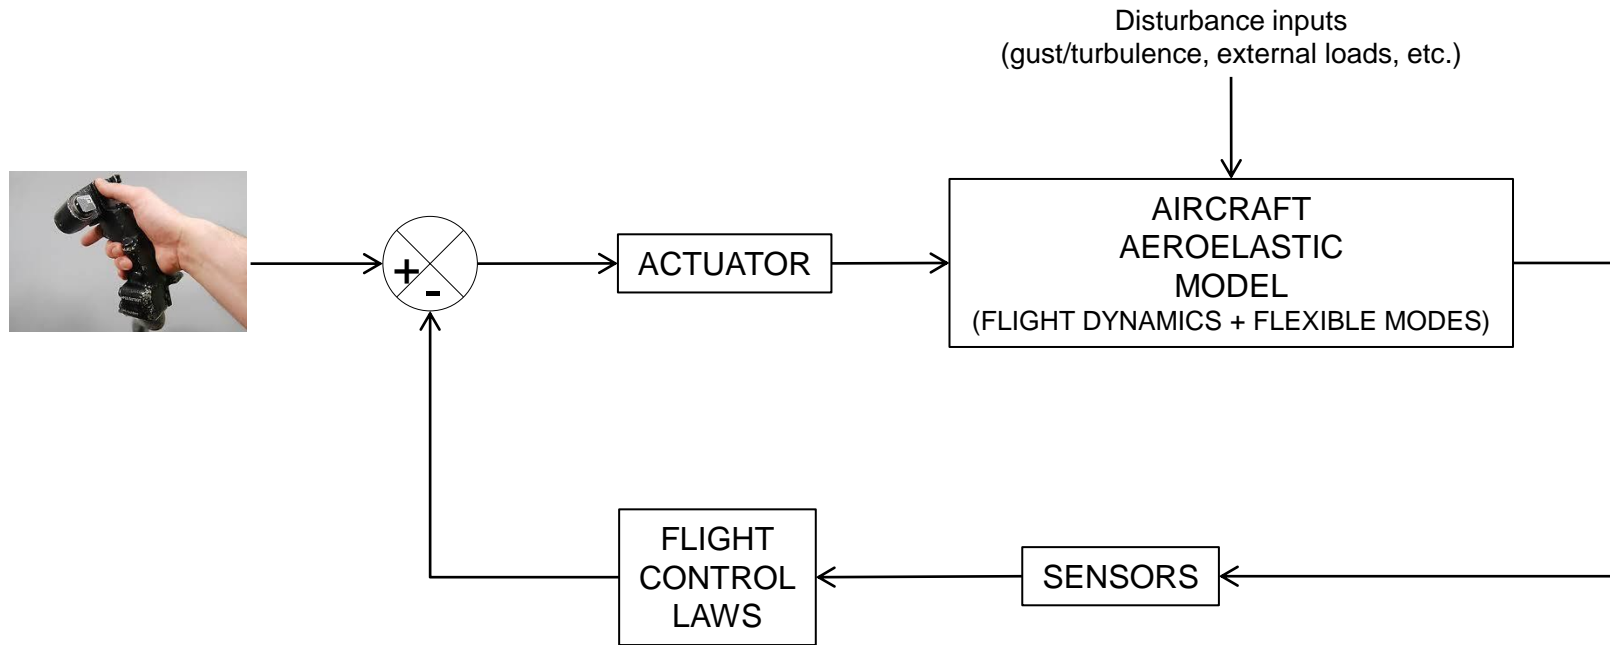 Disturbance inputs
(gust/turbulence, external loads, etc.)
AIRCRAFT
AEROELASTIC
MODEL
(FLIGHT DYNAMICS + FLEXIBLE MODES)
+
-
ACTUATOR
FLIGHT
CONTROL
LAWS
SENSORS